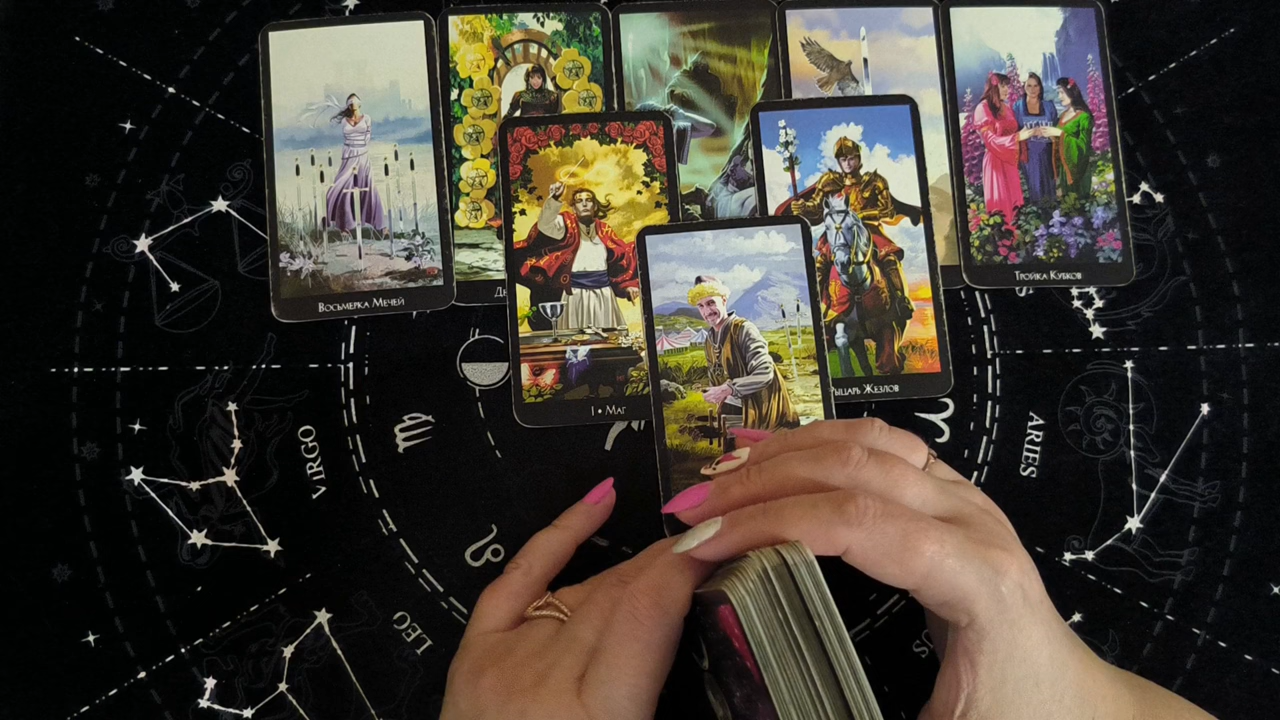 Восьмерка Мечей
Тройка Кубков
I • Маг
Рыцарь Жезлов
VIRGO
ARIES
LEO